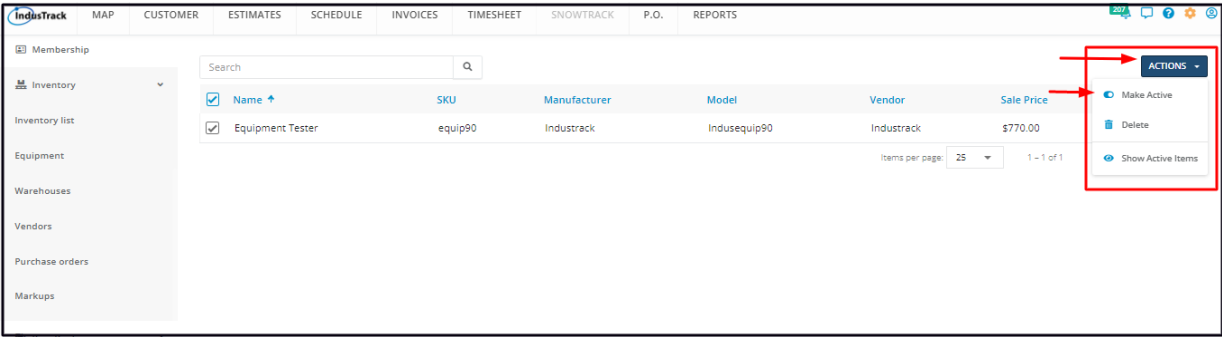 IndusTrack MAP CUSTOMER ESTIMATES SCHEDULE INVOICES TIMESHEET SNOWTRACK P.O. REPORTS 207
Membership
Search
ACTIONS
Inventory
Make Active
Name SKU Manufacturer Model Vendor Sale Price
Inventory list
Delete
Equipment Tester equip90 Industrack Indusequip90 Industrack $770.00
Equipment
Items per page: 25 1 – 1 of 1
Show Active Items
Warehouses
Vendors
Purchase orders
Markups